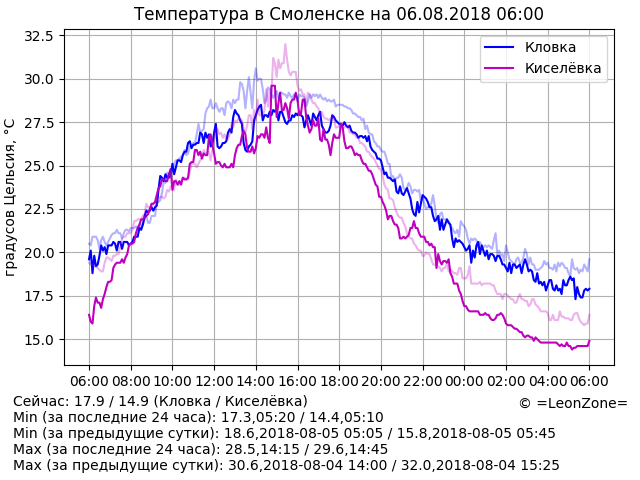 Температура в Смоленске на 06.08.2018 06:00
градусов Цельсия, °C
32.5
30.0
27.5
25.0
22.5
20.0
17.5
15.0
Кловка
Киселёвка
06:00 08:00 10:00 12:00 14:00 16:00 18:00 20:00 22:00 00:00 02:00 04:00 06:00
Сейчас: 17.9 / 14.9 (Кловка / Киселёвка)
© =LeonZone=
Min (за последние 24 часа): 17.3,05:20 / 14.4,05:10
Min (за предыдущие сутки): 18.6,2018-08-05 05:05 / 15.8,2018-08-05 05:45
Max (за последние 24 часа): 28.5,14:15 / 29.6,14:45
Max (за предыдущие сутки): 30.6,2018-08-04 14:00 / 32.0,2018-08-04 15:25